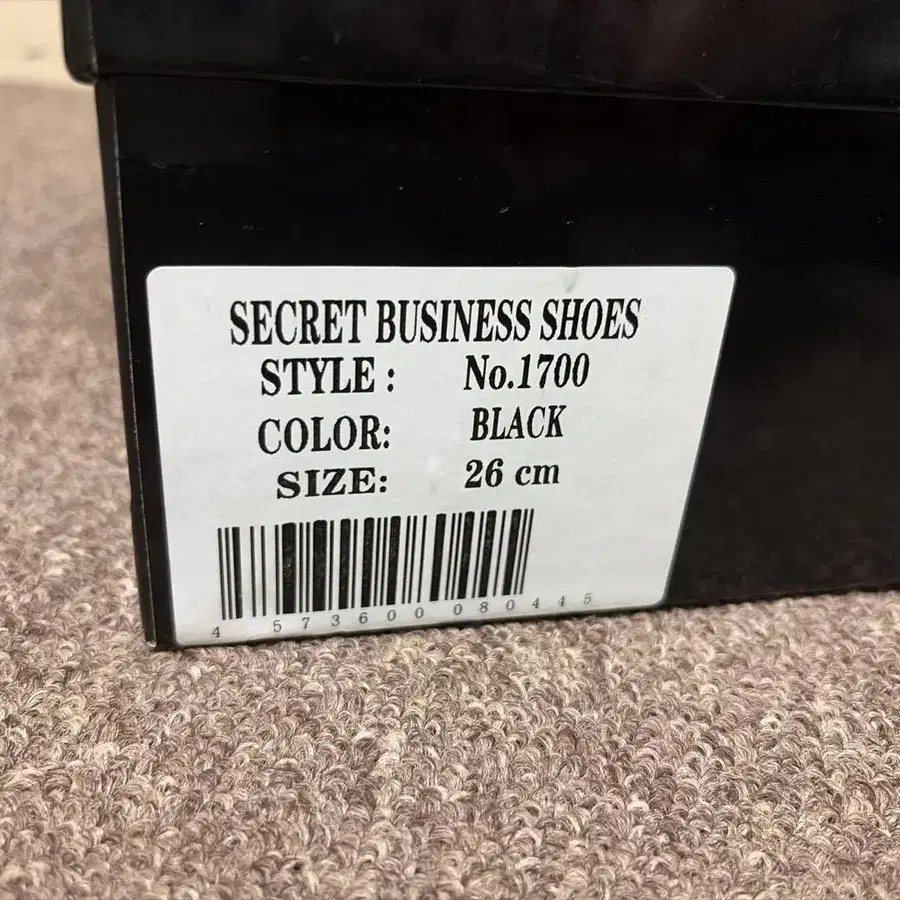 SECRET BUSINESS SHOES
STYLE : No.1700
COLOR: BLACK
SIZE: 26 cm
4 573600 080445